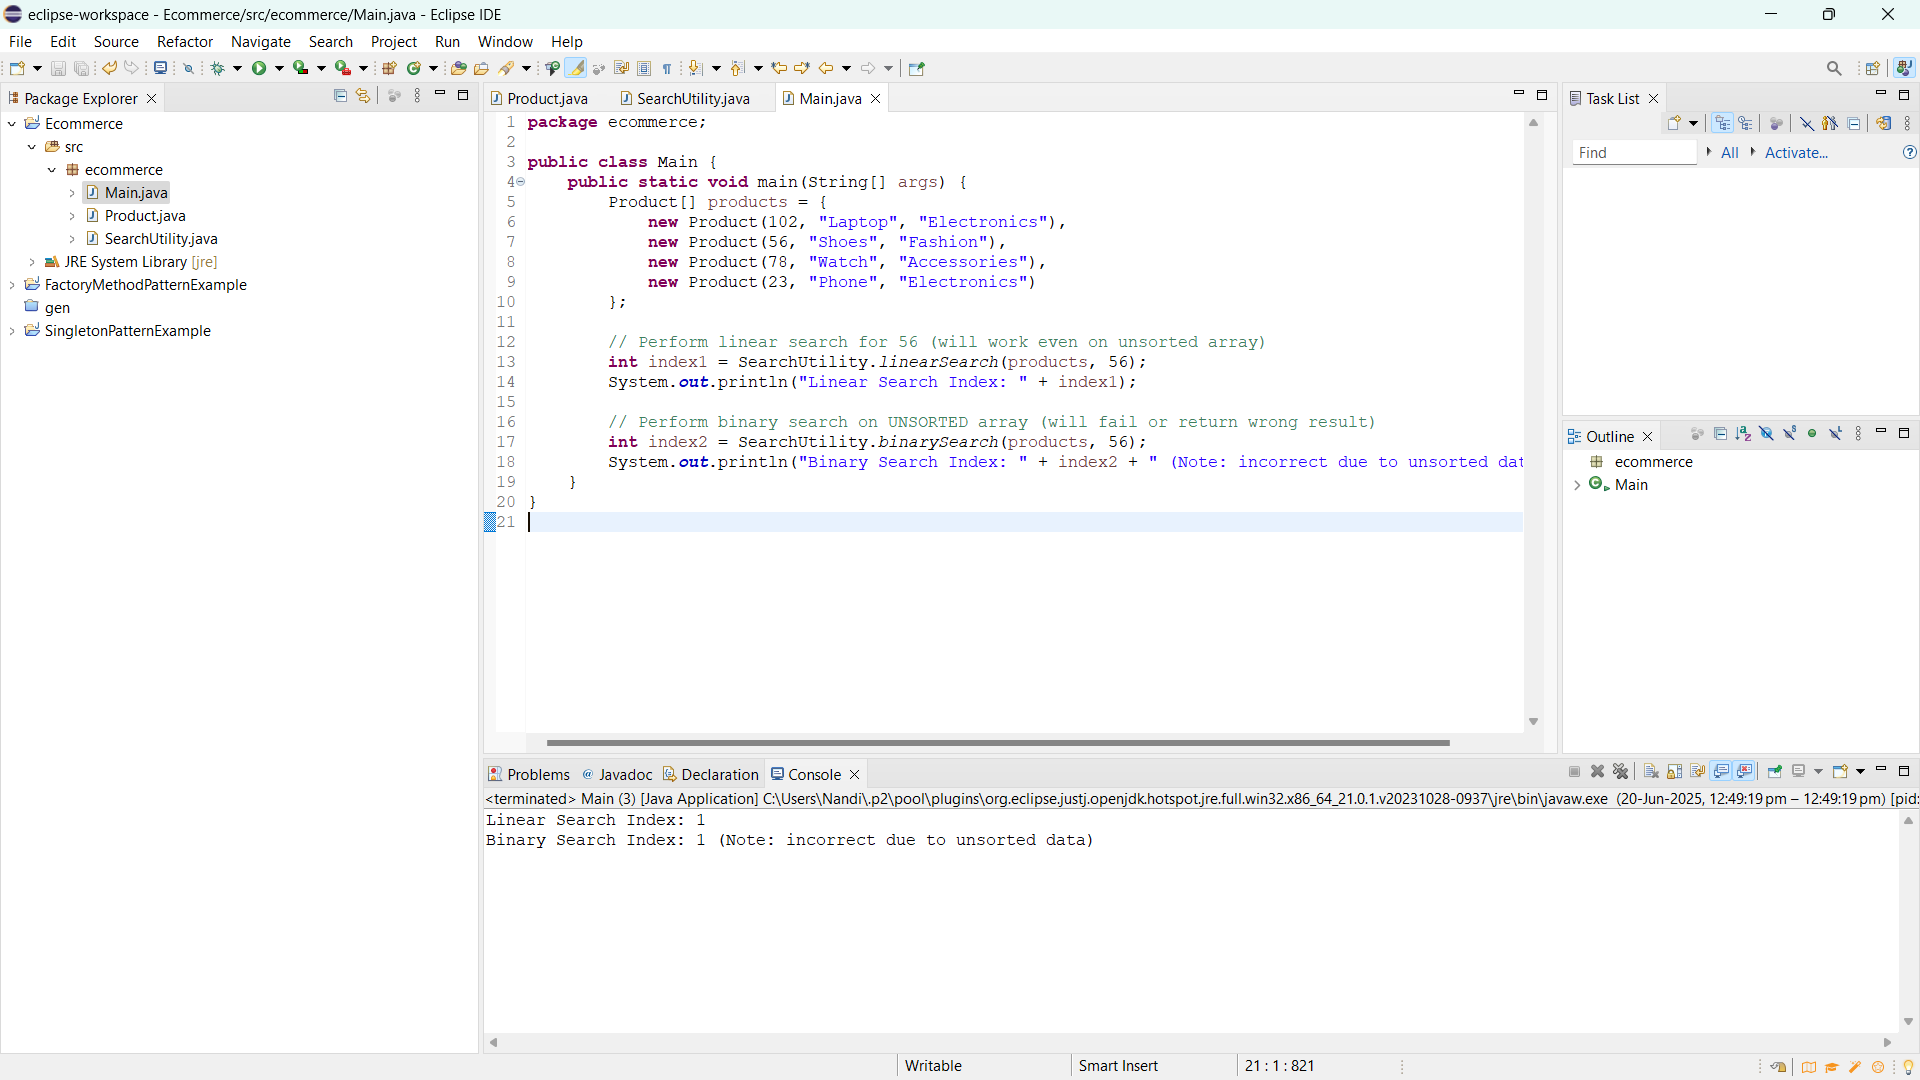 eclipse-workspace - Ecommerce/src/ecommerce/Main.java - Eclipse IDE
File Edit Source Refactor Navigate Search Project Run Window Help
Package Explorer
Ecommerce
src
ecommerce
Main.java
Product.java
SearchUtility.java
JRE System Library [jre]
FactoryMethodPatternExample
gen
SingletonPatternExample
Product.java SearchUtility.java Main.java
1 package ecommerce;
2
3 public class Main {
4 public static void main(String[] args) {
5 Product[] products = {
6 new Product(102, "Laptop", "Electronics"),
7 new Product(56, "Shoes", "Fashion"),
8 new Product(78, "Watch", "Accessories"),
9 new Product(23, "Phone", "Electronics")
10 };
11
12 // Perform linear search for 56 (will work even on unsorted array)
13 int index1 = SearchUtility.linearSearch(products, 56);
14 System.out.println("Linear Search Index: " + index1);
15
16 // Perform binary search on UNSORTED array (will fail or return wrong result)
17 int index2 = SearchUtility.binarySearch(products, 56);
18 System.out.println("Binary Search Index: " + index2 + " (Note: incorrect due to unsorted dat
19 }
20 }
21
Task List
Find All Activate...
Outline
ecommerce
Main
Problems @ Javadoc Declaration Console
<terminated> Main (3) [Java Application] C:\Users\Nandi\.p2\pool\plugins\org.eclipse.justj.openjdk.hotspot.jre.full.win32.x86_64_21.0.1.v20231028-0937\jre\bin\javaw.exe (20-Jun-2025, 12:49:19 pm – 12:49:19 pm) [pid:
Linear Search Index: 1
Binary Search Index: 1 (Note: incorrect due to unsorted data)
Writable Smart Insert 21 : 1 : 821